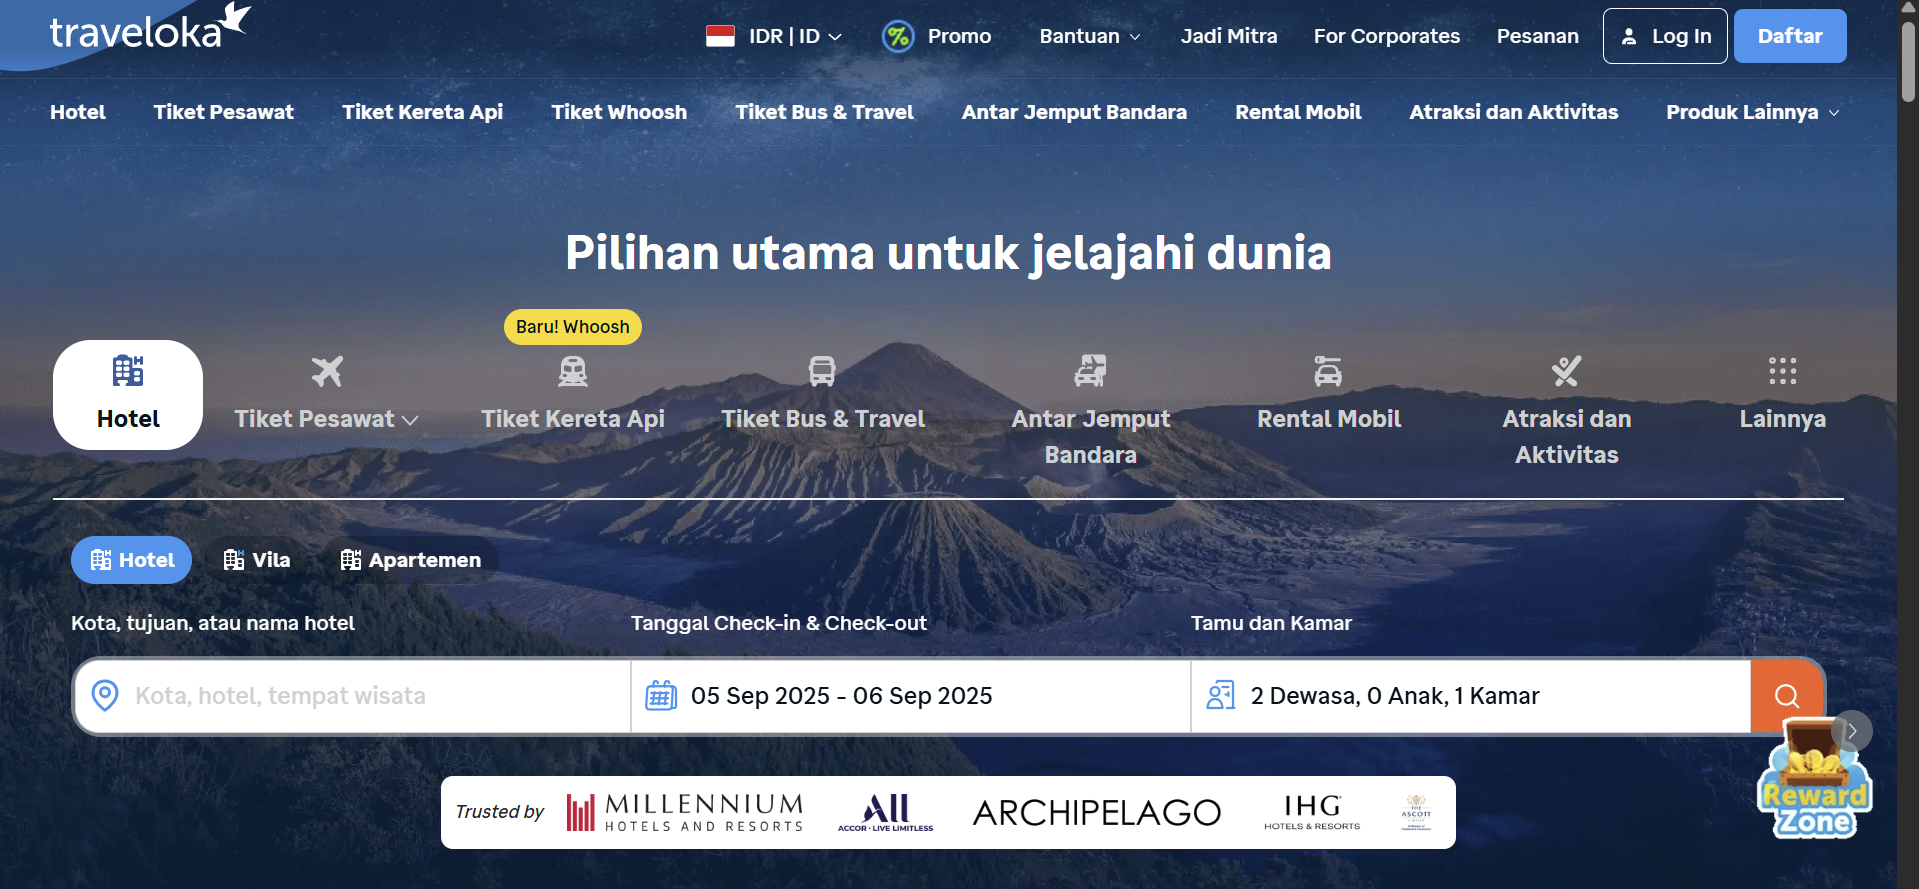 traveloka
IDR | ID
Promo
Bantuan
Jadi Mitra
For Corporates
Pesanan
Log In
Daftar
Hotel
Tiket Pesawat
Tiket Kereta Api
Tiket Whoosh
Tiket Bus & Travel
Antar Jemput Bandara
Rental Mobil
Atraksi dan Aktivitas
Produk Lainnya
Pilihan utama untuk jelajahi dunia
Baru! Whoosh
Hotel
Tiket Pesawat
Tiket Kereta Api
Tiket Bus & Travel
Antar Jemput
Bandara
Rental Mobil
Atraksi dan
Aktivitas
Lainnya
Hotel
Vila
Apartemen
Kota, tujuan, atau nama hotel
Tanggal Check-in & Check-out
Tamu dan Kamar
Kota, hotel, tempat wisata
05 Sep 2025 - 06 Sep 2025
2 Dewasa, 0 Anak, 1 Kamar
Trusted by
MILLENNIUM
HOTELS AND RESORTS
ALL
ACCOR · LIVE LIMITLESS
ARCHIPELAGO
IHG
HOTELS & RESORTS
THE
ASCOTT
Reward
Zone